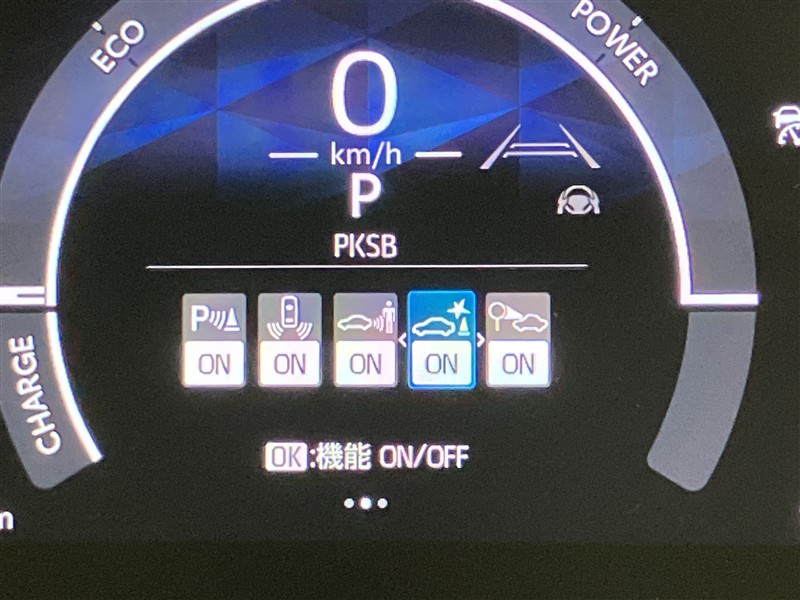 ECO
POWER
0
km/h
P
PKSB
P
ON ON ON ON ON
OK:機能 ON/OFF
CHARGE